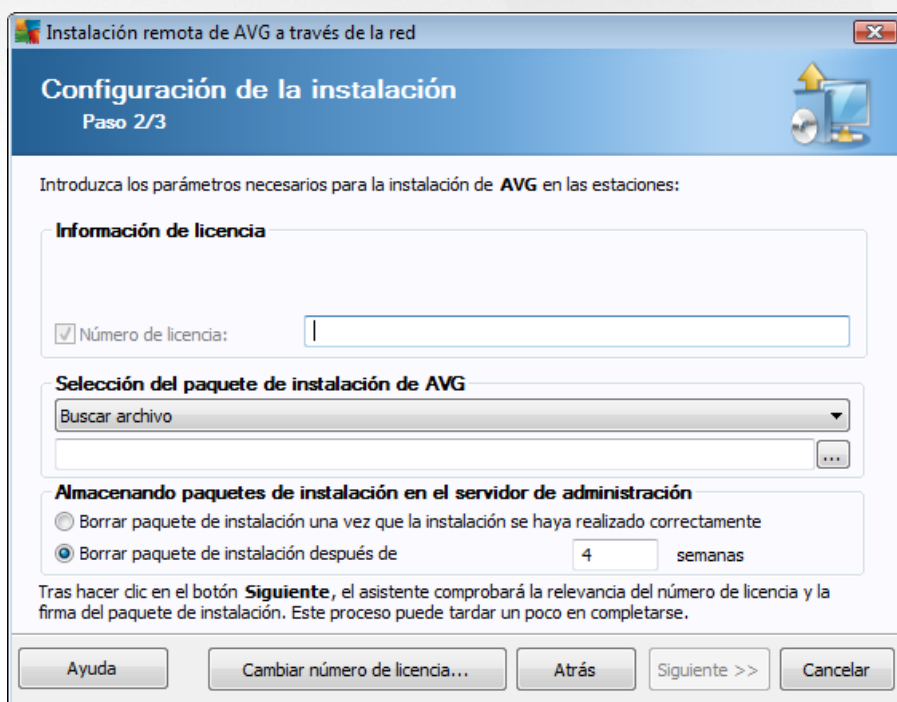 Instalación remota de AVG a través de la red
Configuración de la instalación
Paso 2/3
Introduzca los parámetros necesarios para la instalación de AVG en las estaciones:
Información de licencia
Número de licencia:
Selección del paquete de instalación de AVG
Buscar archivo
...
Almacenando paquetes de instalación en el servidor de administración
Borrar paquete de instalación una vez que la instalación se haya realizado correctamente
Borrar paquete de instalación después de 4 semanas
Tras hacer clic en el botón Siguiente, el asistente comprobará la relevancia del número de licencia y la
firma del paquete de instalación. Este proceso puede tardar un poco en completarse.
Ayuda Cambiar número de licencia... Atrás Siguiente >> Cancelar